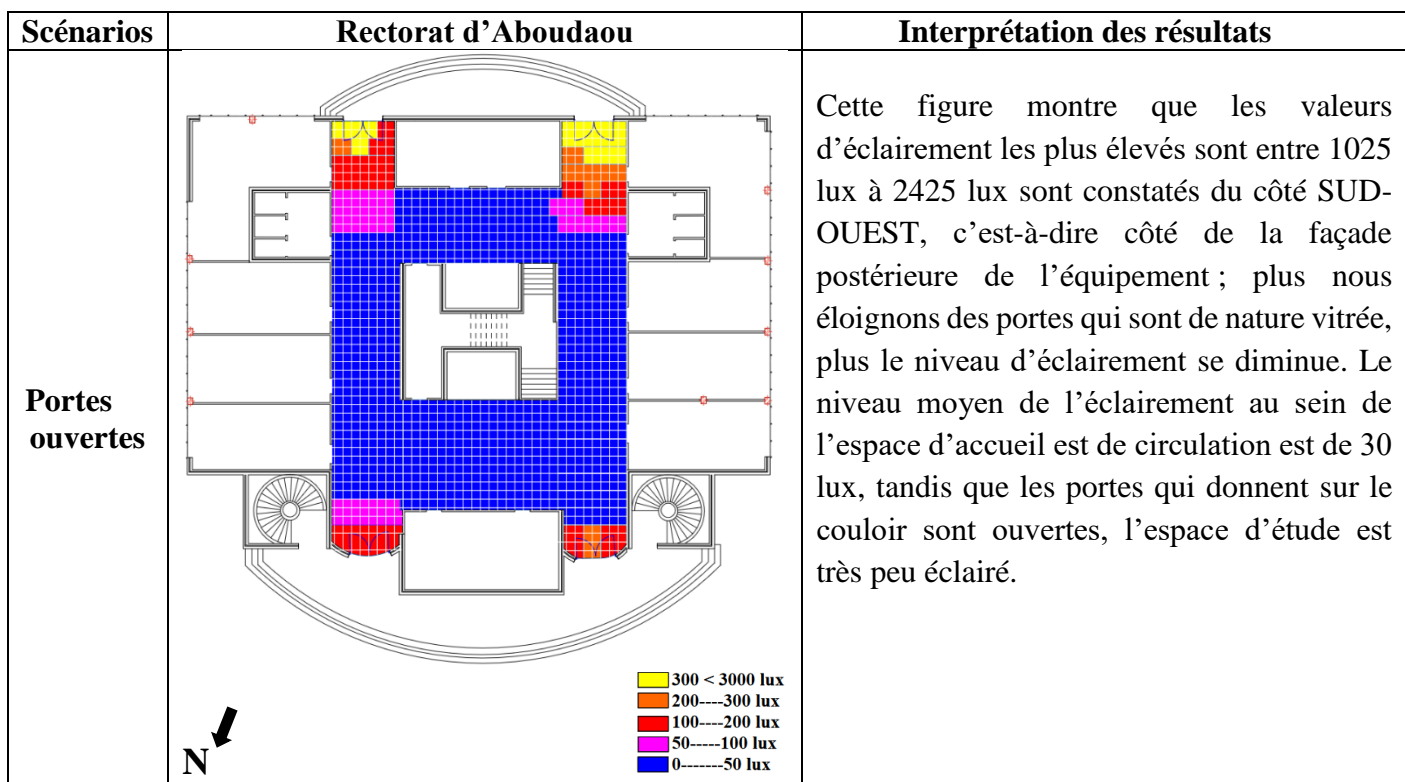 Scénarios
Rectorat d’Aboudaou
Interprétation des résultats
Portes
ouvertes
300 < 3000 lux
200----300 lux
100----200 lux
50-----100 lux
0-------50 lux
N
Cette figure montre que les valeurs
d’éclairement les plus élevés sont entre 1025
lux à 2425 lux sont constatés du côté SUD-
OUEST, c’est-à-dire côté de la façade
postérieure de l’équipement ; plus nous
éloignons des portes qui sont de nature vitrée,
plus le niveau d’éclairement se diminue. Le
niveau moyen de l’éclairement au sein de
l’espace d’accueil est de circulation est de 30
lux, tandis que les portes qui donnent sur le
couloir sont ouvertes, l’espace d’étude est
très peu éclairé.